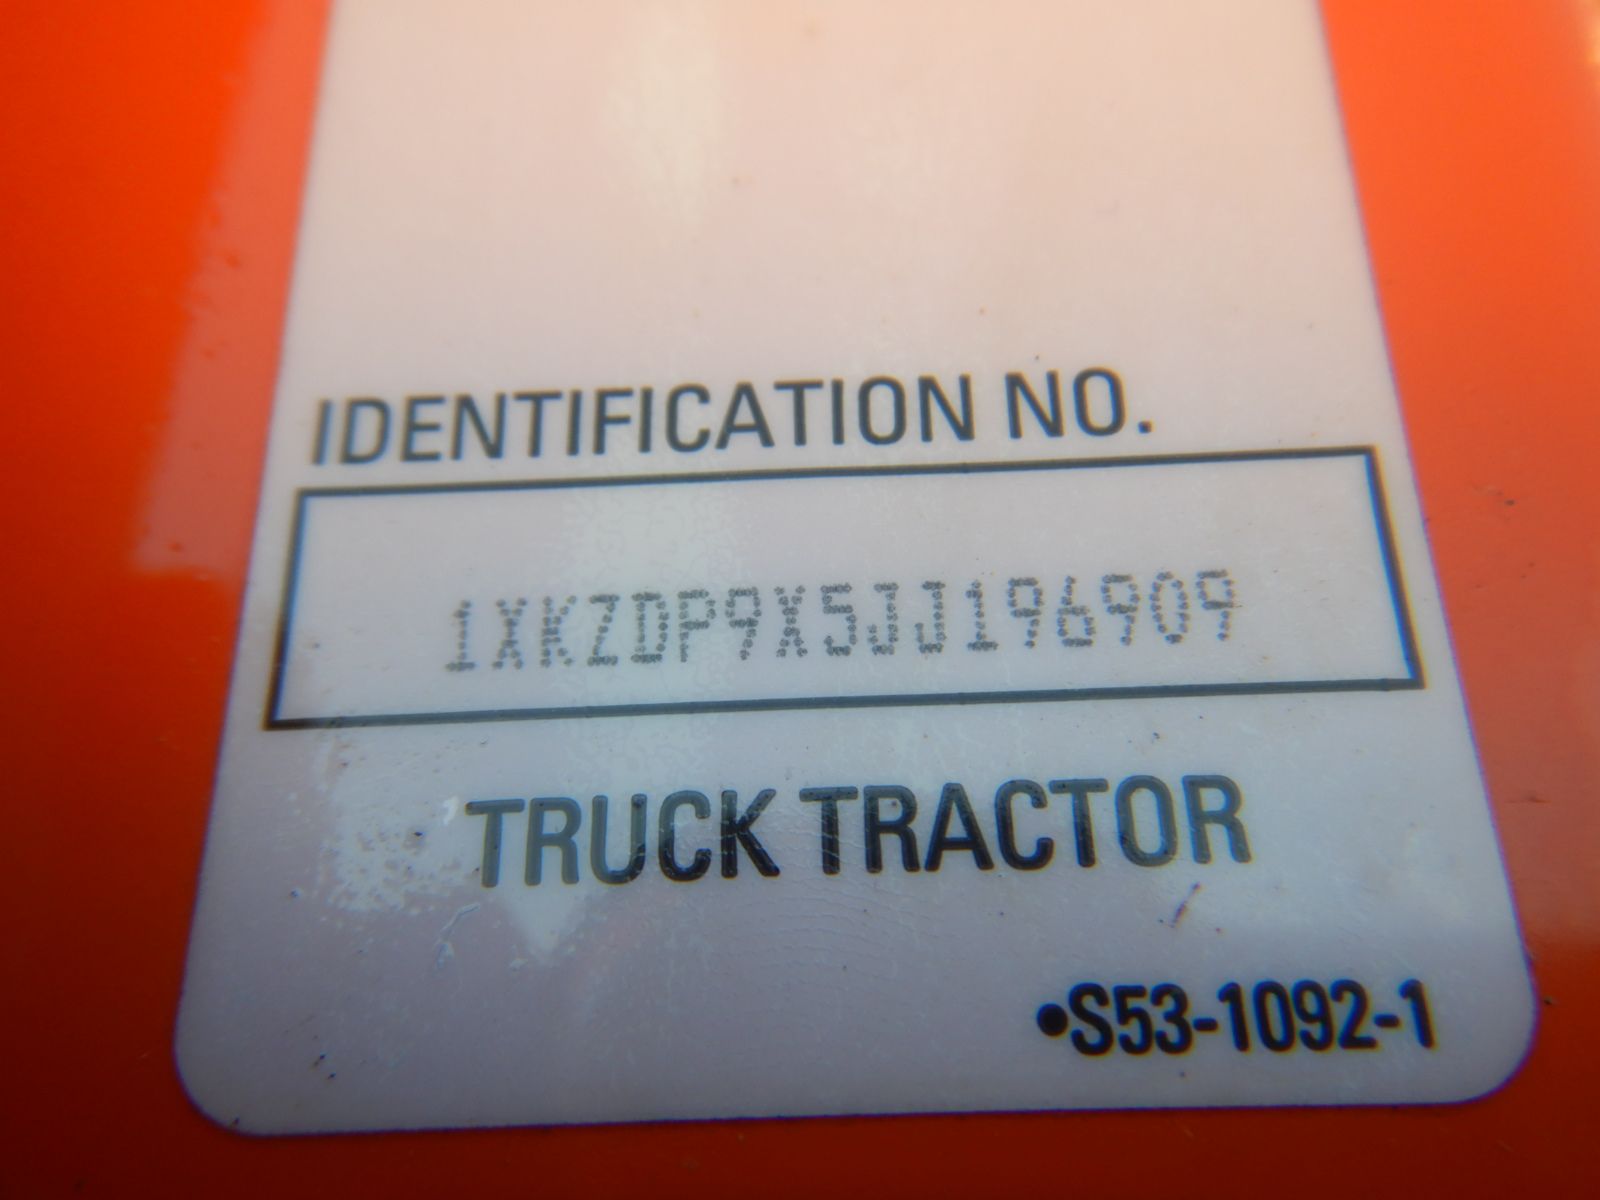 IDENTIFICATION NO.
1XKZDP9X5JJ196909
TRUCK TRACTOR
•S53-1092-1